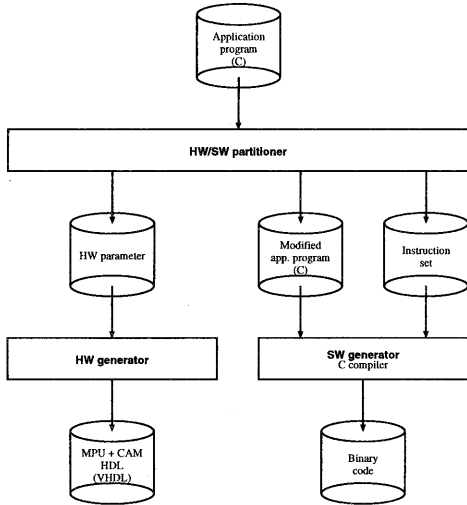 Application
program
(C)
HW/SW partitioner
HW parameter
Modified
app. program
(C)
Instruction
set
HW generator
SW generator
C compiler
MPU + CAM
HDL
(VHDL)
Binary
code